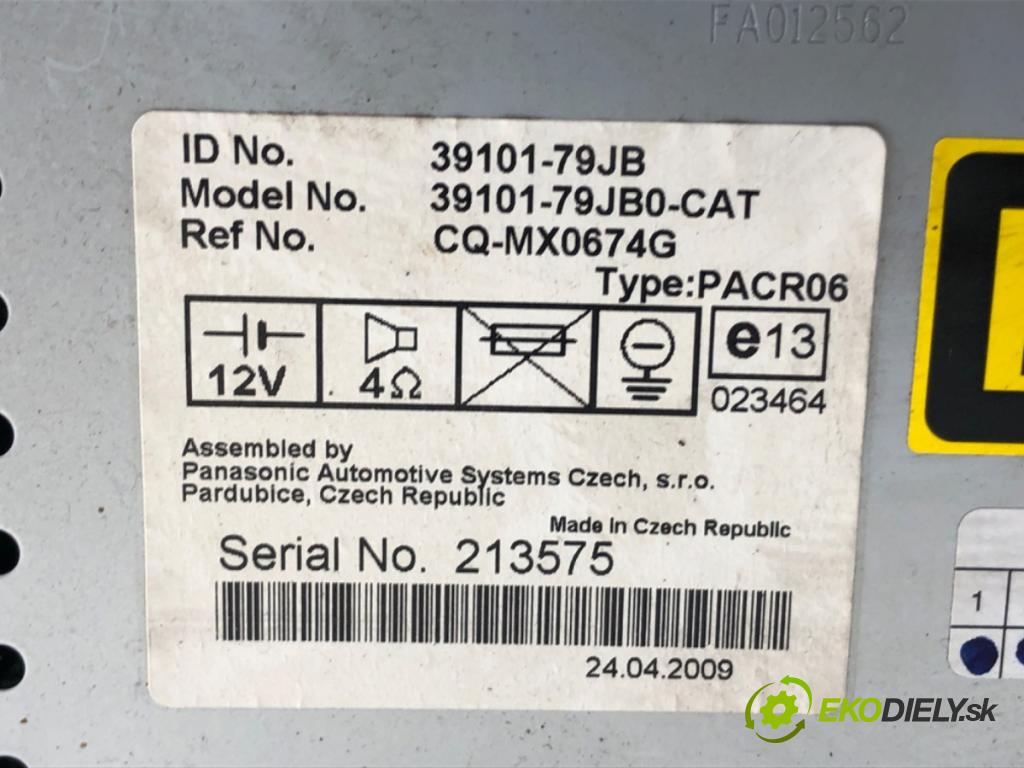 FA012562
ID No. 39101-79JB
Model No. 39101-79JB0-CAT
Ref No. CQ-MX0674G
Type:PACR06
12V 4Ω e13
023464
Assembled by
Panasonic Automotive Systems Czech, s.r.o.
Pardubice, Czech Republic
Made in Czech Republic
Serial No. 213575
24.04.2009
1
EKODIELY.sk